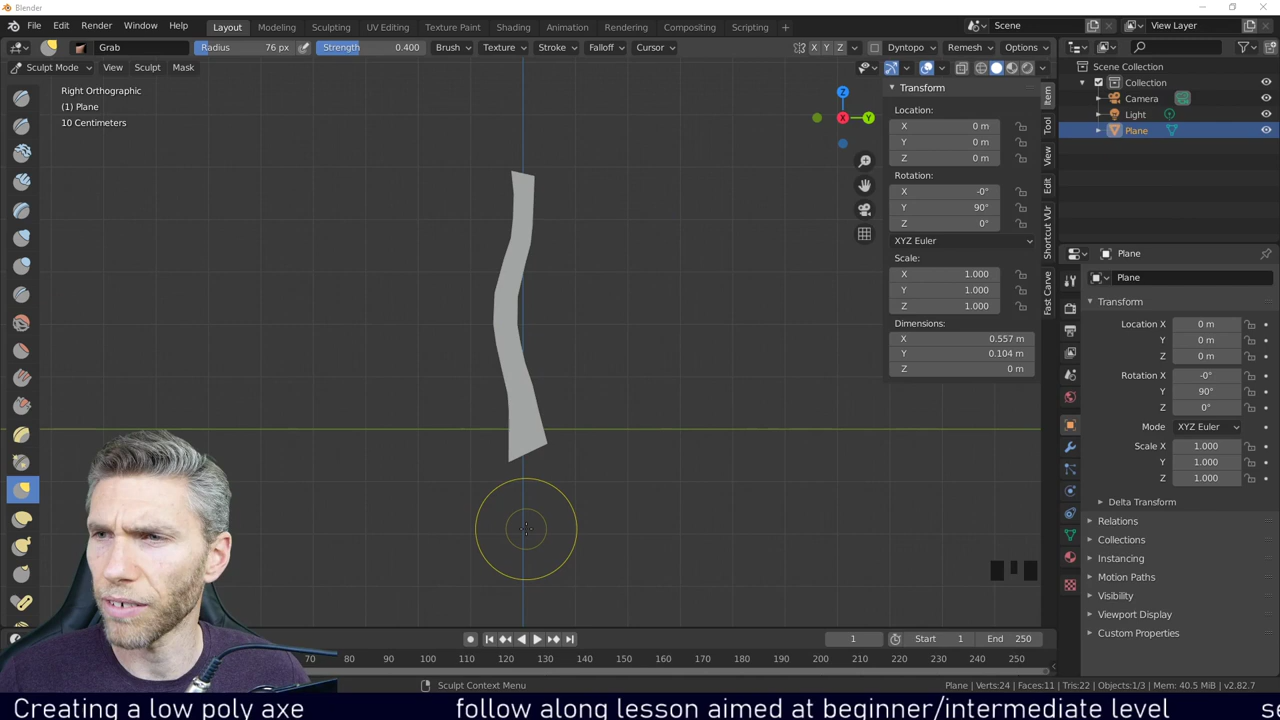 Blender
File Edit Render Window Help Layout Modeling Sculpting UV Editing Texture Paint Shading Animation Rendering Compositing Scripting + Scene View Layer
Grab Radius 76 px Strength 0.400 Brush Texture Stroke Falloff Cursor X Y Z Dyntopo Remesh Options
Sculpt Mode View Sculpt Mask
Right Orthographic
(1) Plane
10 Centimeters
Z
X
Y
Transform
Location:
X 0 m
Y 0 m
Z 0 m
Rotation:
X -0°
Y 90°
Z 0°
XYZ Euler
Scale:
X 1.000
Y 1.000
Z 1.000
Dimensions:
X 0.557 m
Y 0.104 m
Z 0 m
Item
Tool
View
Edit
Shortcut VUr
Fast Carve
Scene Collection
Collection
Camera
Light
Plane
Plane
Plane
Transform
Location X 0 m
Y 0 m
Z 0 m
Rotation X -0°
Y 90°
Z 0°
Mode XYZ Euler
Scale X 1.000
Y 1.000
Z 1.000
Delta Transform
Relations
Collections
Instancing
Motion Paths
Visibility
Viewport Display
Custom Properties
1 Start 1 End 250
70 80 90 100 110 120 130 140 150 160 170 180 190 200 210 220 230 240 250
Sculpt Context Menu
Plane | Verts:24 | Faces:11 | Tris:22 | Objects:1/3 | Mem: 40.5 MiB | v2.82.7
Creating a low poly axe follow along lesson aimed at beginner/intermediate level se